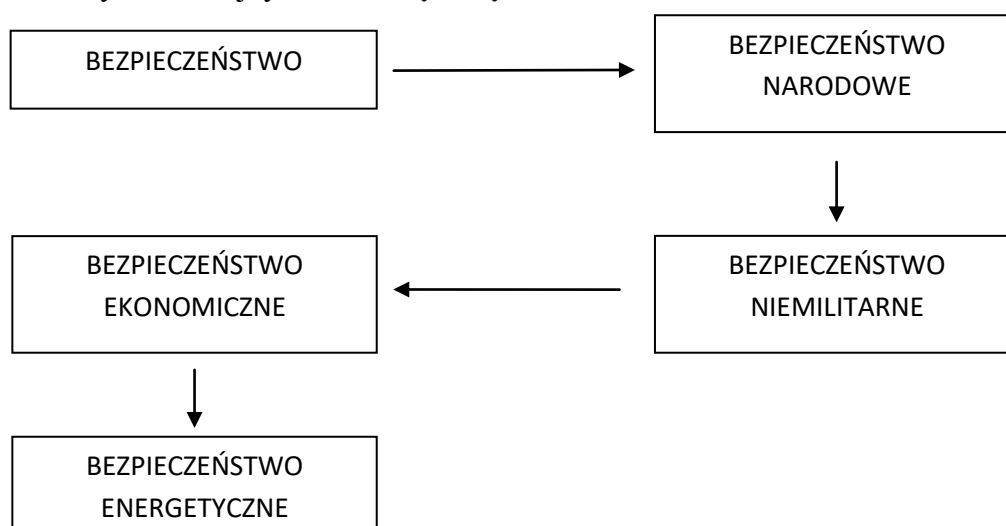 BEZPIECZEŃSTWO
BEZPIECZEŃSTWO
NARODOWE
BEZPIECZEŃSTWO
EKONOMICZNE
BEZPIECZEŃSTWO
NIEMILITARNE
BEZPIECZEŃSTWO
ENERGETYCZNE